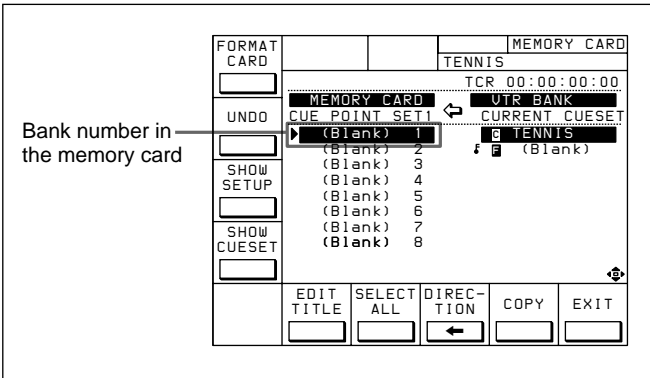 FORMAT
CARD
MEMORY CARD
TENNIS
TCR 00:00:00:00
MEMORY CARD
VTR BANK
UNDO
CUE POINT SET1
CURRENT CUESET
Bank number in
the memory card
(Blank) 1
C TENNIS
(Blank) 2
F (Blank)
(Blank) 3
SHOW
SETUP
(Blank) 4
(Blank) 5
(Blank) 6
SHOW
CUESET
(Blank) 7
(Blank) 8
EDIT
TITLE
SELECT
ALL
DIREC-
TION
COPY
EXIT